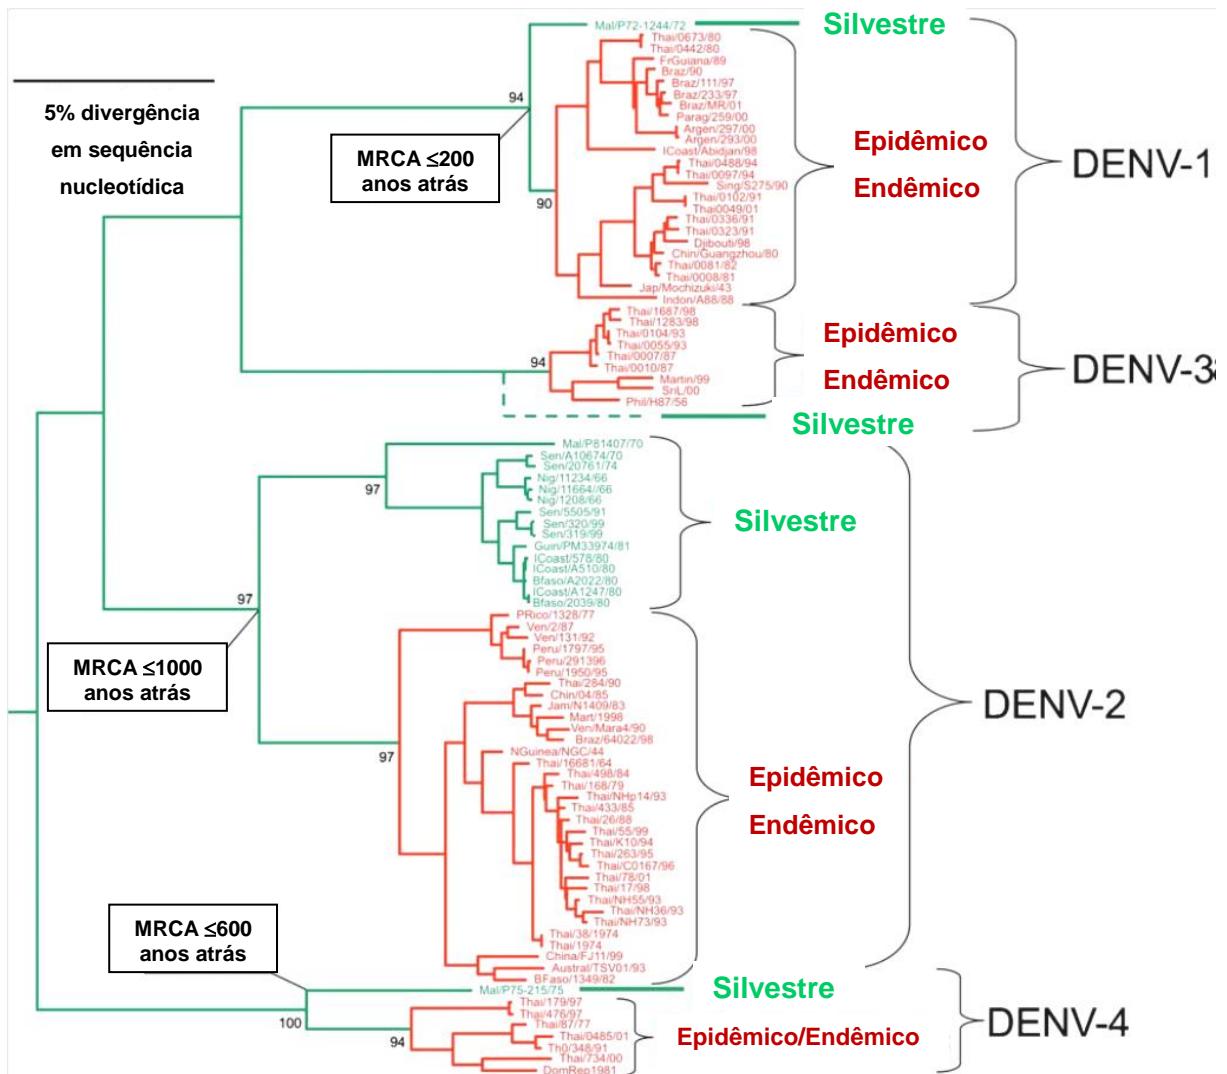 Mal/P72-1244/72
Silvestre
Thai/0673/80
Thai/0442/80
FrGuiana/89
Braz/90
Braz/111/97
Braz/233/97
Braz/MR/01
Parag/259/00
Argen/297/00
Argen/293/00
ICoast/Abidjan/98
Thai/0488/94
Thai/0097/94
Sing/S275/90
Thai/0102/91
Thai0049/01
Thai/0336/91
Thai/0323/91
Djibouti/98
Chin/Guangzhou/80
Thai/0081/82
Thai/0008/81
Jap/Mochizuki/43
Indon/A88/88
5% divergência
em sequência
nucleotídica
94
MRCA ≤200
anos atrás
90
Epidêmico
Endêmico
DENV-1
Thai/1687/98
Thai/1283/98
Thai/0104/93
Thai/0055/93
Thai/0007/87
Thai/0010/87
Martin/99
SriL/00
Phil/H87/56
94
Epidêmico
Endêmico
DENV-3
Silvestre
Mal/P81407/70
Sen/A10674/70
Sen/20761/74
Nig/11234/66
Nig/11664//66
Nig/1208/66
Sen/5505/91
Sen/320/99
Sen/319/99
Guin/PM33974/81
ICoast/578/80
ICoast/A510/80
Bfaso/A2022/80
ICoast/A1247/80
Bfaso/2039/80
97
Silvestre
97
MRCA ≤1000
anos atrás
PRico/1328/77
Ven/2/87
Ven/131/92
Peru/1797/95
Peru/291396
Peru/1950/95
Thai/284/90
Chin/04/85
Jam/N1409/83
Mart/1998
Ven/Mara4/90
Braz/64022/98
NGuinea/NGC/44
Thai/16681/64
Thai/498/84
Thai/168/79
Thai/NHp14/93
Thai/433/85
Thai/26/88
Thai/55/99
Thai/K10/94
Thai/263/95
Thai/C0167/96
Thai/78/01
Thai/17/98
Thai/NH55/93
Thai/NH36/93
Thai/NH73/93
Thai/38/1974
Thai/1974
China/FJ11/99
Austral/TSV01/93
BFaso/1349/82
97
Epidêmico
Endêmico
DENV-2
MRCA ≤600
anos atrás
Mal/P75-215/75
Silvestre
100
Thai/179/97
Thai/476/97
Thai/87/77
Thai/0485/01
Th0/348/91
Thai/734/00
DomRep1981
94
Epidêmico/Endêmico
DENV-4